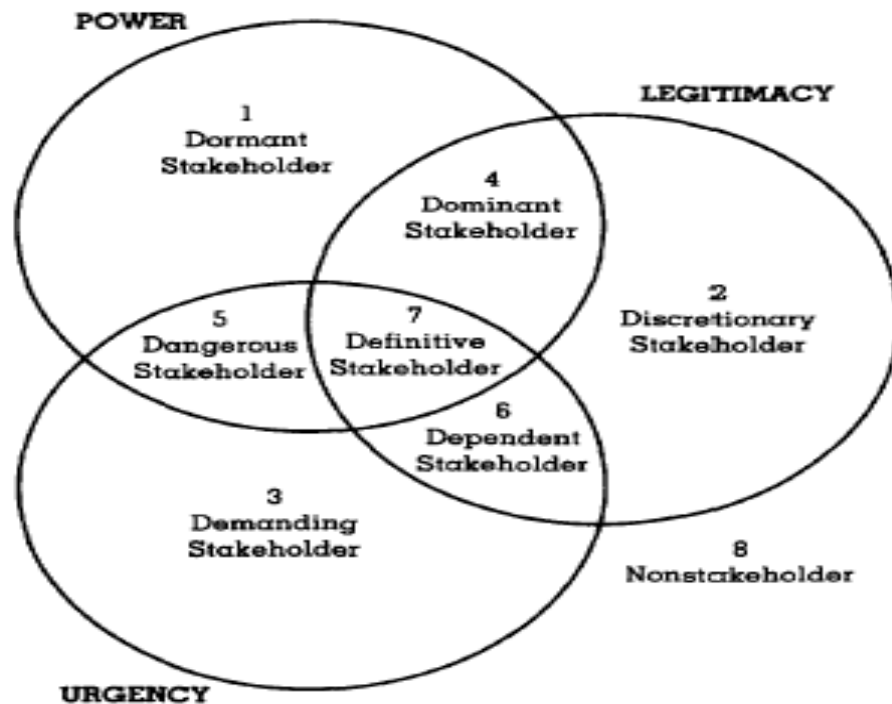 POWER
LEGITIMACY
1
Dormant
Stakeholder
4
Dominant
Stakeholder
2
Discretionary
Stakeholder
5
Dangerous
Stakeholder
7
Definitive
Stakeholder
6
Dependent
Stakeholder
3
Demanding
Stakeholder
8
Nonstakeholder
URGENCY